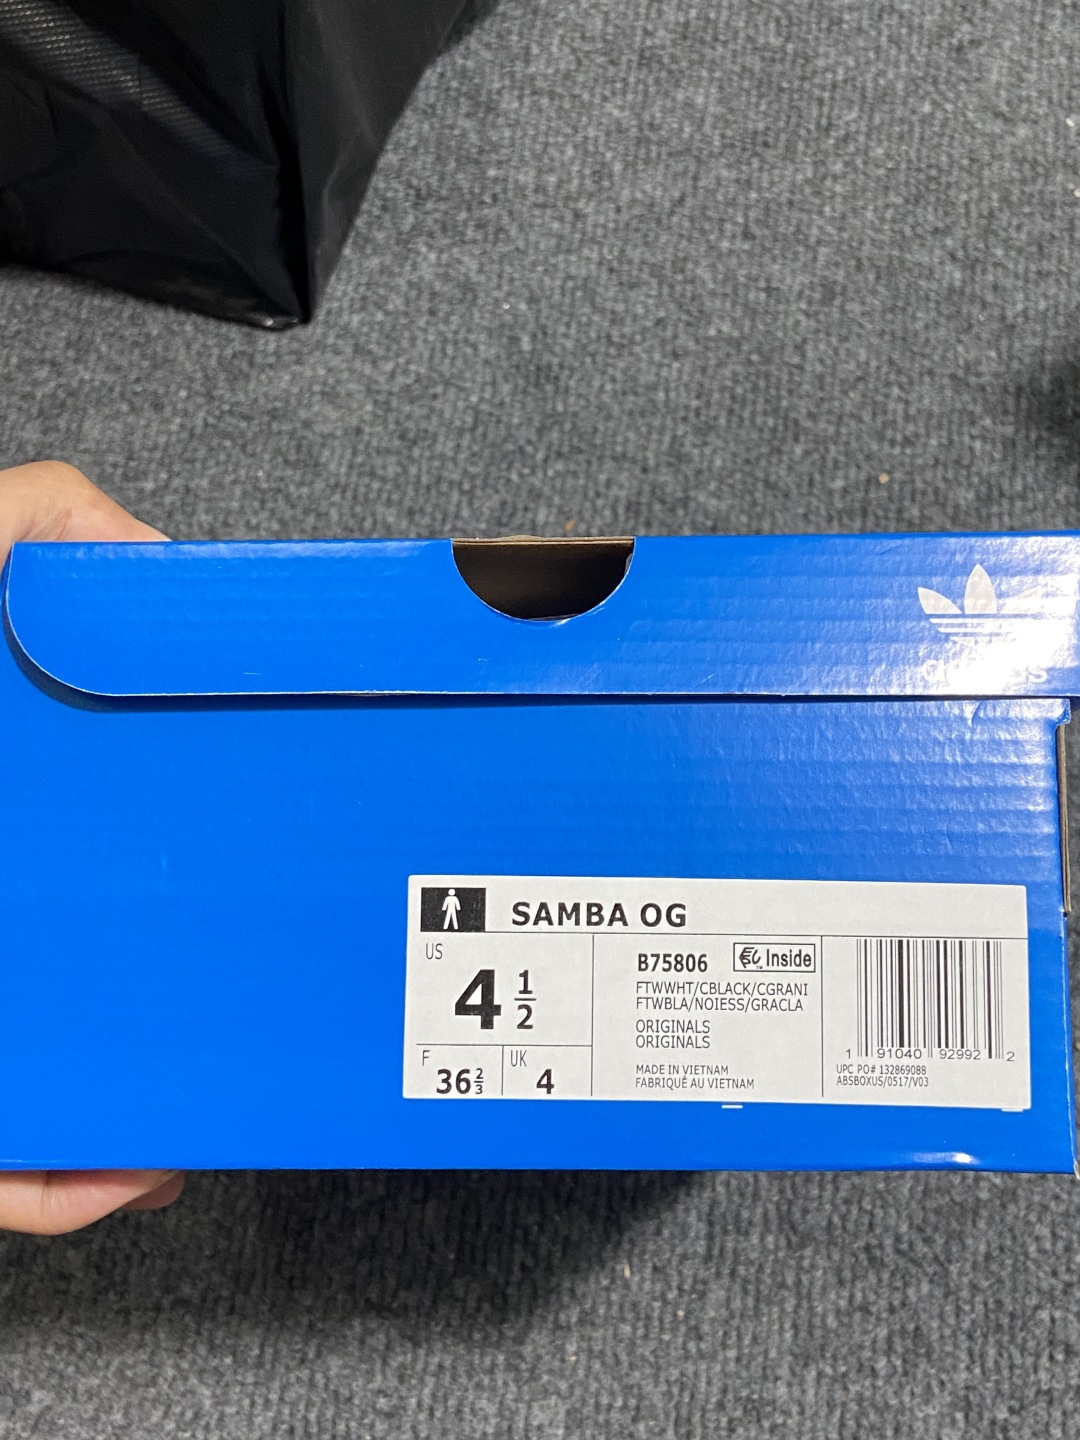 adidas
SAMBA OG
US
4 1/2
F
36 2/3
UK
4
B75806
Inside
FTWWHT/CBLACK/CGRANI
FTWBLA/NOIESS/GRACLA
ORIGINALS
ORIGINALS
MADE IN VIETNAM
FABRIQUÉ AU VIETNAM
1 91040 92992 2
UPC PO# 132869088
ABSBOXUS/0517/V03